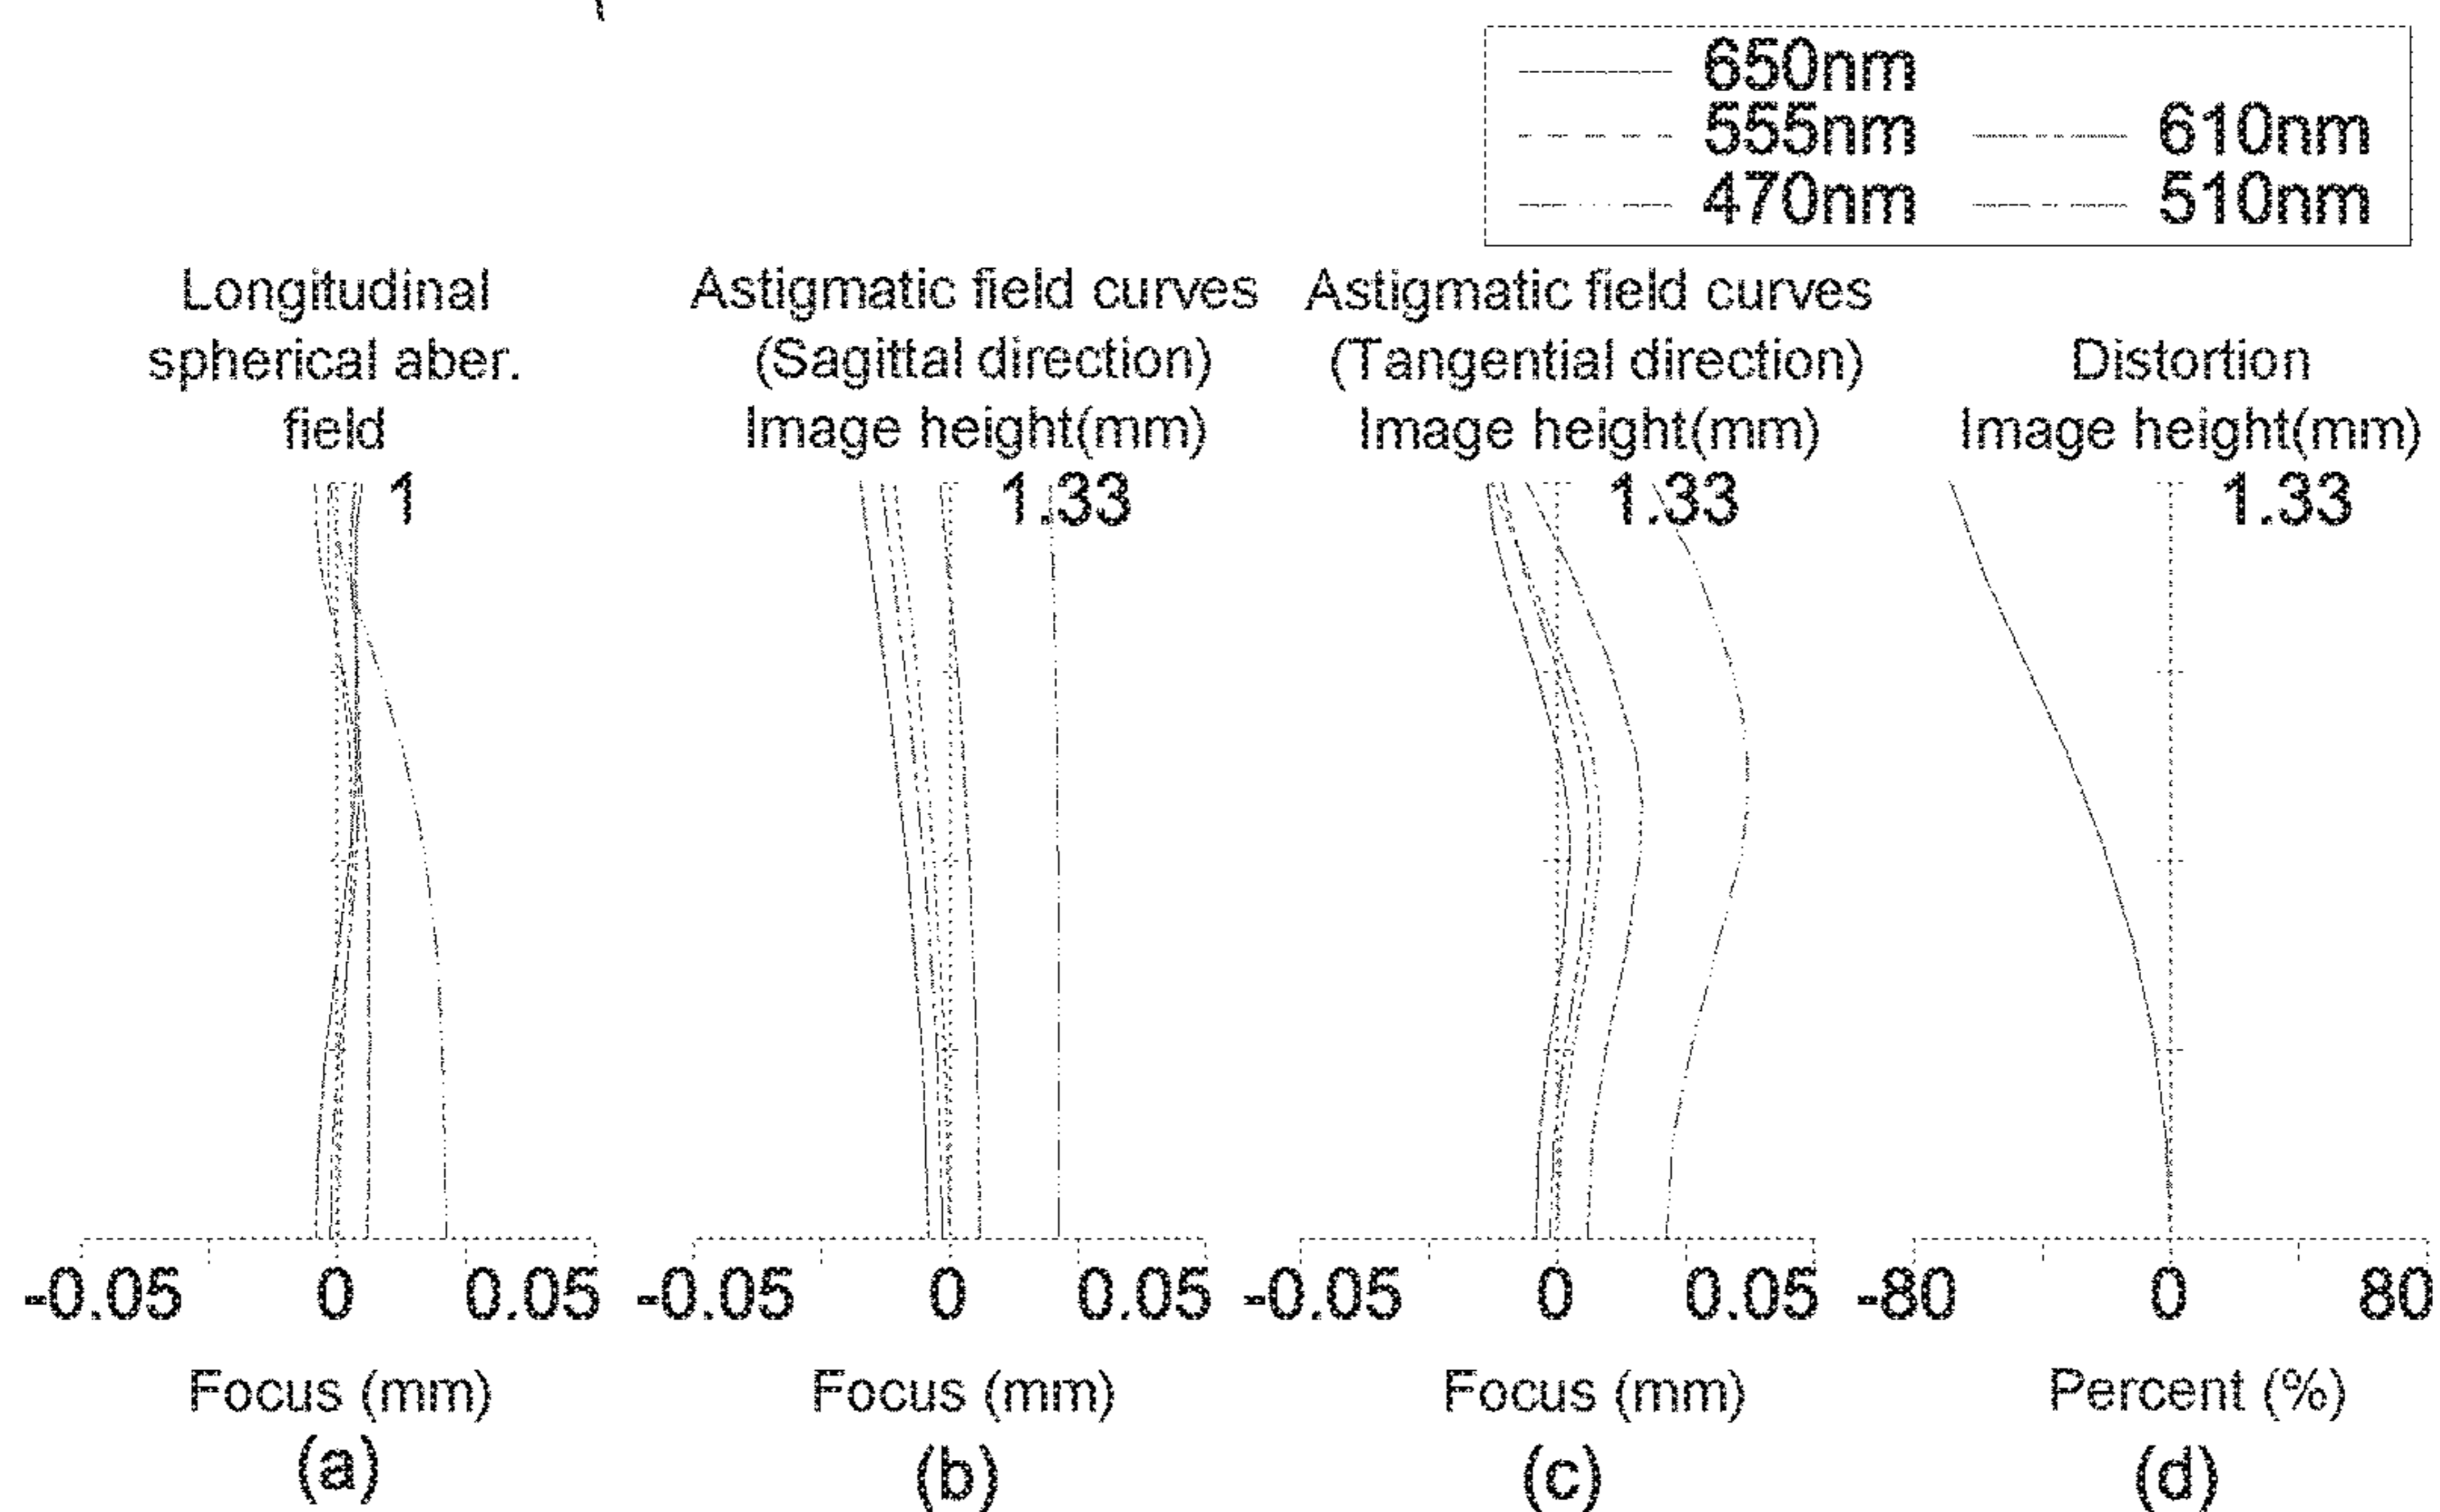 650nm
555nm 610nm
470nm 510nm
Longitudinal
spherical aber.
field
1
Astigmatic field curves
(Sagittal direction)
Image height(mm)
1.33
Astigmatic field curves
(Tangential direction)
Image height(mm)
1.33
Distortion
Image height(mm)
1.33
-0.05 0 0.05
Focus (mm)
(a)
-0.05 0 0.05
Focus (mm)
(b)
-0.05 0 0.05
Focus (mm)
(c)
-80 0 80
Percent (%)
(d)